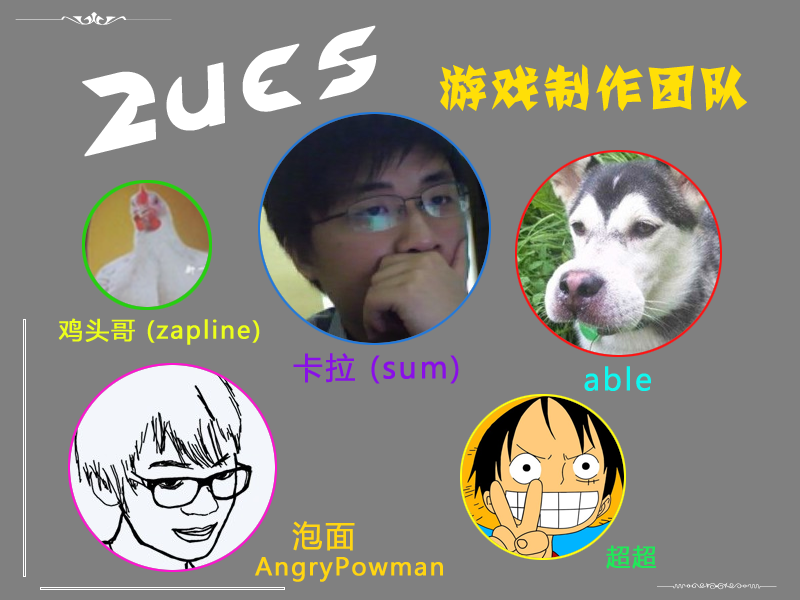 ZUES
游戏制作团队
鸡头哥 (zapline)
卡拉 (sum)
able
泡面
AngryPowman
超超